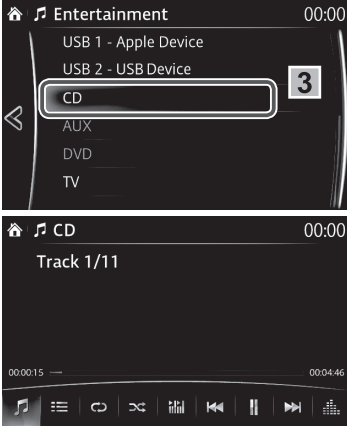 Entertainment 00:00
USB 1 - Apple Device
USB 2 - USB Device
CD
3
AUX
DVD
TV
CD 00:00
Track 1/11
00:00:15 00:04:46